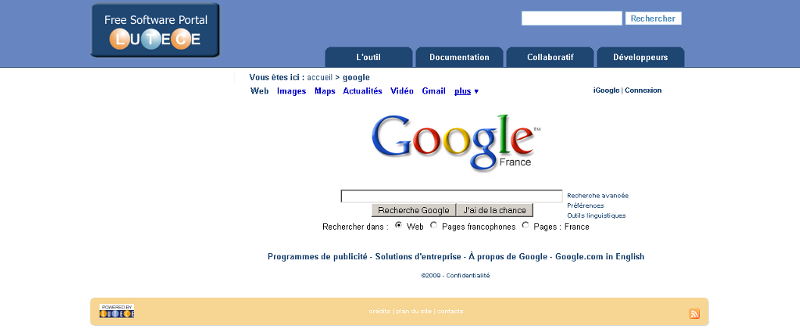 Free Software Portal
LUTECE
Rechercher
L'outil Documentation Collaboratif Développeurs
Vous êtes ici : accueil > google
Web Images Maps Actualités Vidéo Gmail plus ▼ iGoogle | Connexion
Google™
France
Recherche avancée
Préférences
Outils linguistiques
Recherche Google J'ai de la chance
Rechercher dans : Web Pages francophones Pages : France
Programmes de publicité - Solutions d'entreprise - À propos de Google - Google.com in English
©2009 - Confidentialité
POWERED BY
LUTECE
crédits | plan du site | contacts